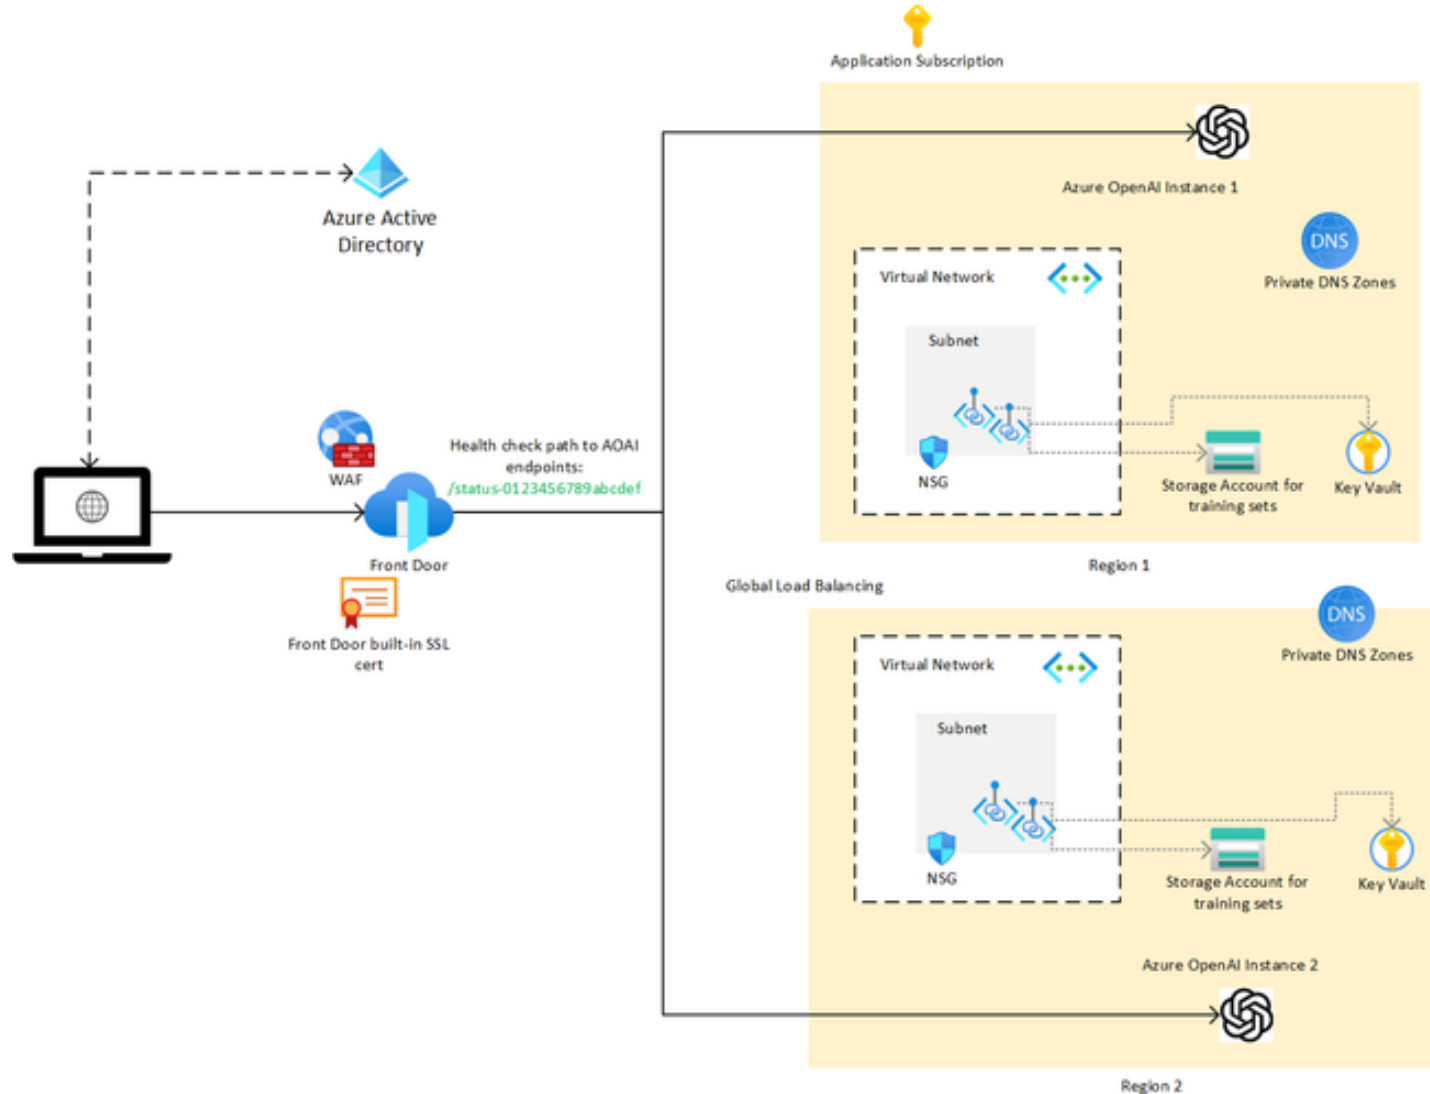 Application Subscription
Azure OpenAI Instance 1
Azure Active
Directory
DNS
Private DNS Zones
Virtual Network
Subnet
NSG
Storage Account for
training sets
Key Vault
Region 1
WAF
Health check path to AOAI
endpoints:
/status-0123456789abcdef
Front Door
Front Door built-in SSL
cert
Global Load Balancing
DNS
Private DNS Zones
Virtual Network
Subnet
NSG
Storage Account for
training sets
Key Vault
Azure OpenAI Instance 2
Region 2